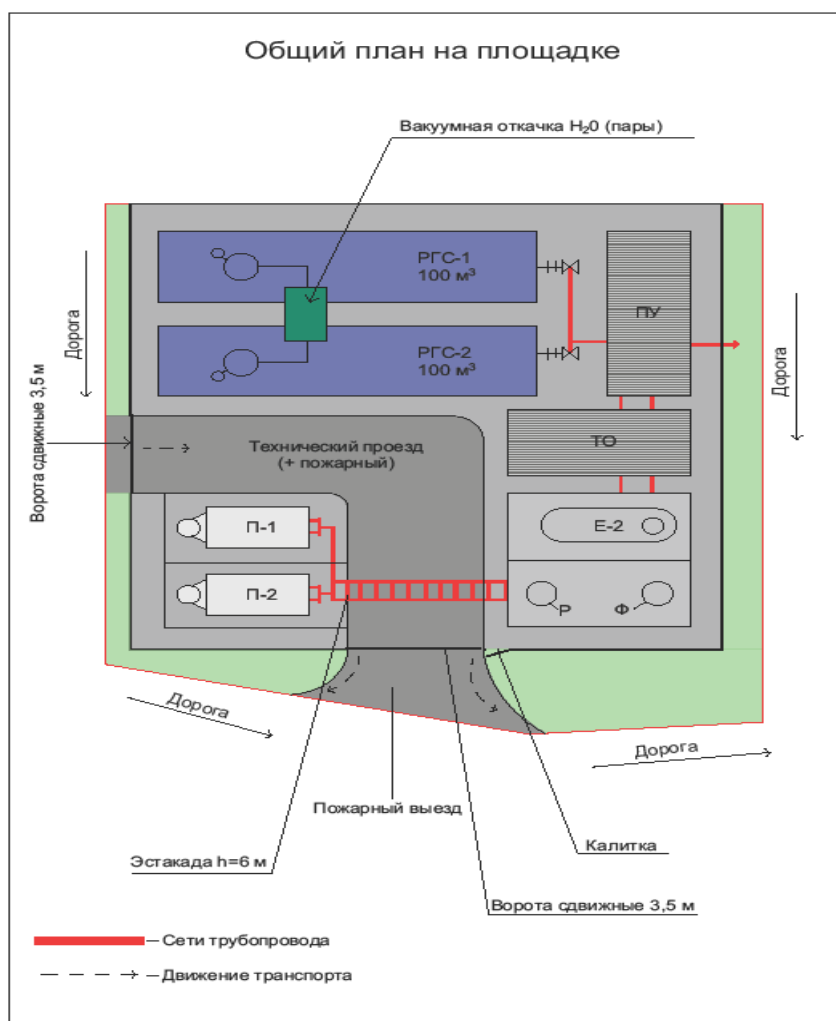 Общий план на площадке
Вакуумная откачка H₂0 (пары)
РГС-1
100 м³
ПУ
РГС-2
100 м³
Дорога
Дорога
Ворота сдвижные 3,5 м
Технический проезд
(+ пожарный)
ТО
П-1
Е-2
П-2
Р
Ф
Дорога
Дорога
Пожарный выезд
Эстакада h=6 м
Калитка
Ворота сдвижные 3,5 м
– Сети трубопровода
– Движение транспорта